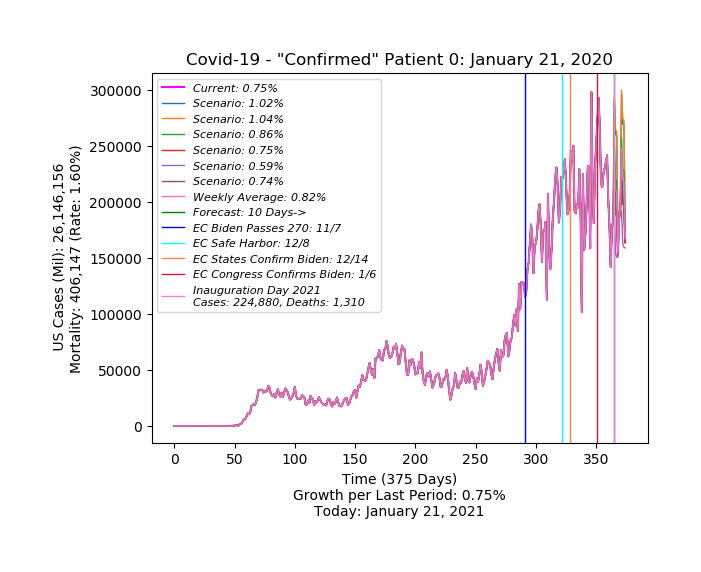 Covid-19 - "Confirmed" Patient 0: January 21, 2020
US Cases (Mil): 26,146,156
Mortality: 406,147 (Rate: 1.60%)
300000
250000
200000
150000
100000
50000
0
Current: 0.75%
Scenario: 1.02%
Scenario: 1.04%
Scenario: 0.86%
Scenario: 0.75%
Scenario: 0.59%
Scenario: 0.74%
Weekly Average: 0.82%
Forecast: 10 Days->
EC Biden Passes 270: 11/7
EC Safe Harbor: 12/8
EC States Confirm Biden: 12/14
EC Congress Confirms Biden: 1/6
Inauguration Day 2021
Cases: 224,880, Deaths: 1,310
0 50 100 150 200 250 300 350
Time (375 Days)
Growth per Last Period: 0.75%
Today: January 21, 2021